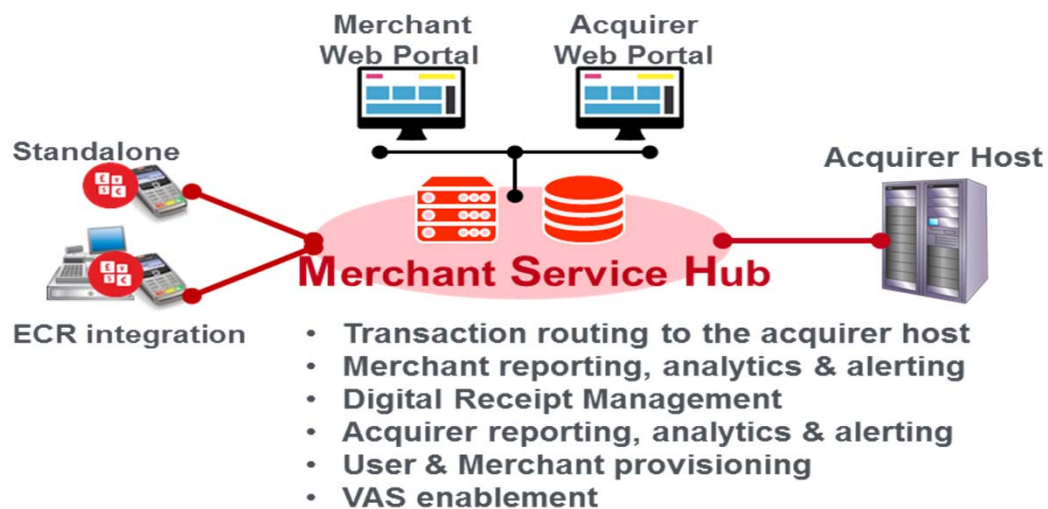 Merchant
Web Portal
Acquirer
Web Portal
Standalone
E V
S C
Acquirer Host
E V
S C
Merchant Service Hub
ECR integration
• Transaction routing to the acquirer host
• Merchant reporting, analytics & alerting
• Digital Receipt Management
• Acquirer reporting, analytics & alerting
• User & Merchant provisioning
• VAS enablement